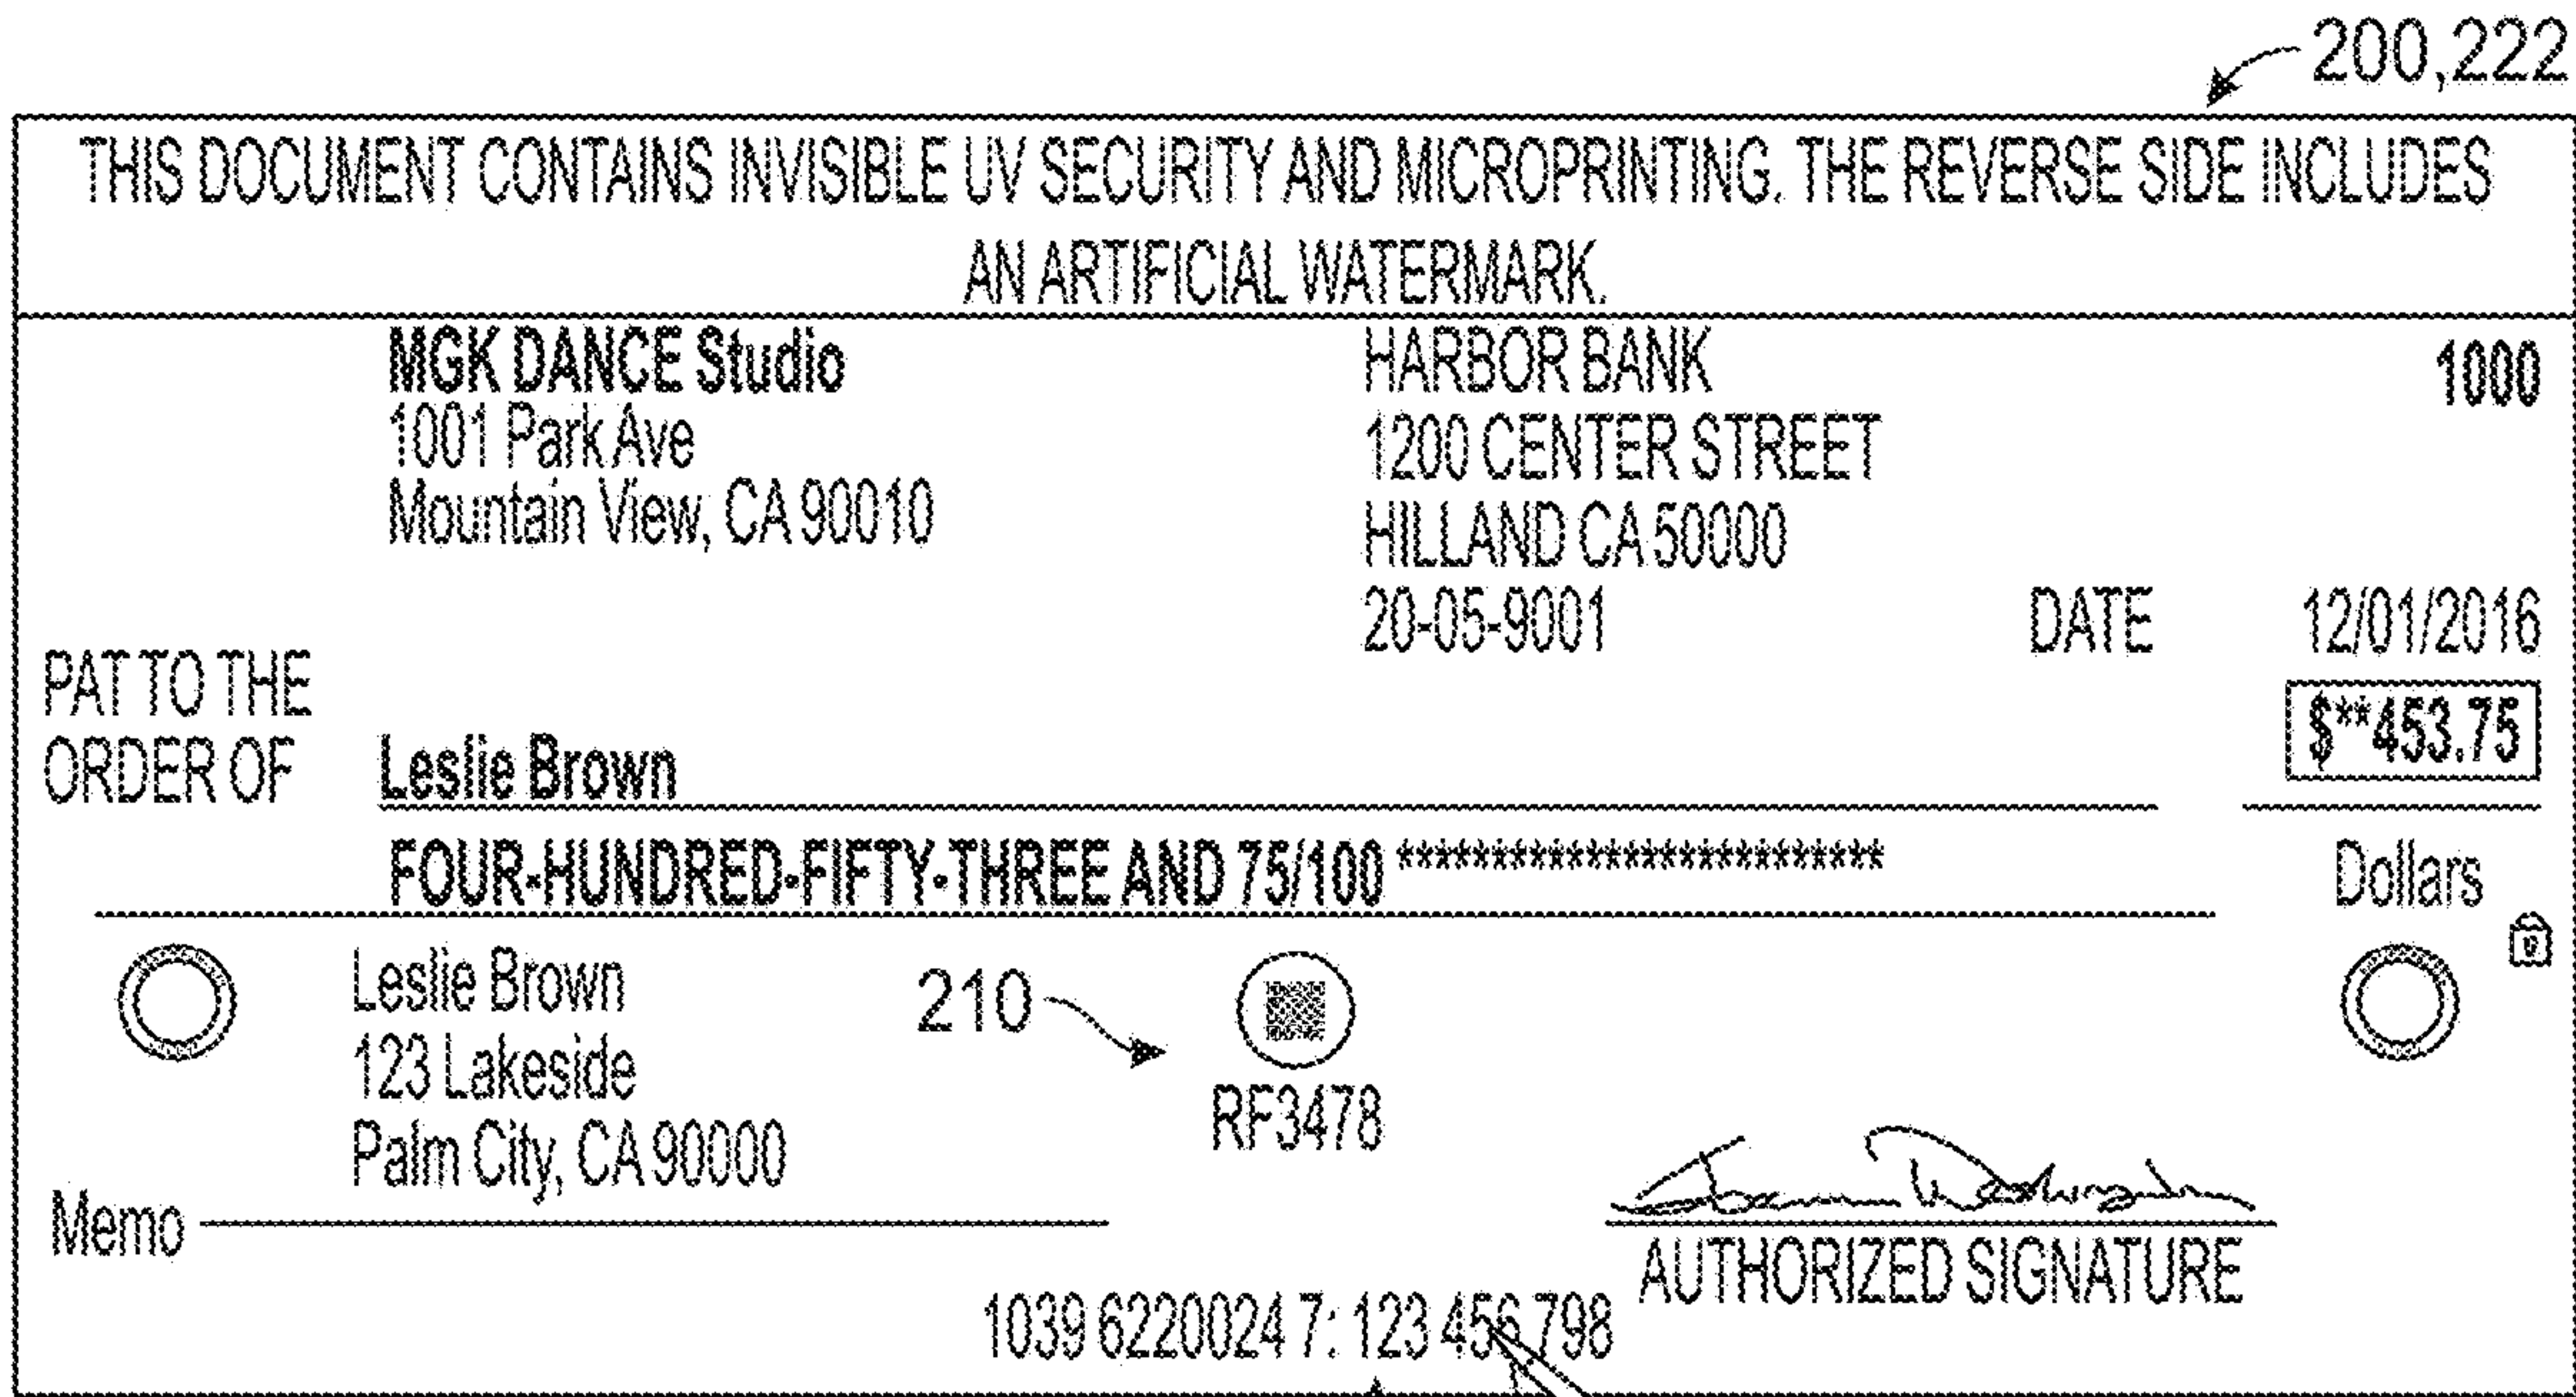 200,222
THIS DOCUMENT CONTAINS INVISIBLE UV SECURITY AND MICROPRINTING. THE REVERSE SIDE INCLUDES
AN ARTIFICIAL WATERMARK.
MGK DANCE Studio
1001 Park Ave
Mountain View, CA 90010
HARBOR BANK
1200 CENTER STREET
HILLAND CA 50000
20-05-9001
1000
DATE 12/01/2016
PAT TO THE
ORDER OF Leslie Brown
$**453.75
FOUR-HUNDRED-FIFTY-THREE AND 75/100 **************************
Dollars
Leslie Brown
123 Lakeside
Palm City, CA 90000
210
RF3478
Memo
AUTHORIZED SIGNATURE
1039 6220024 7: 123 456 798